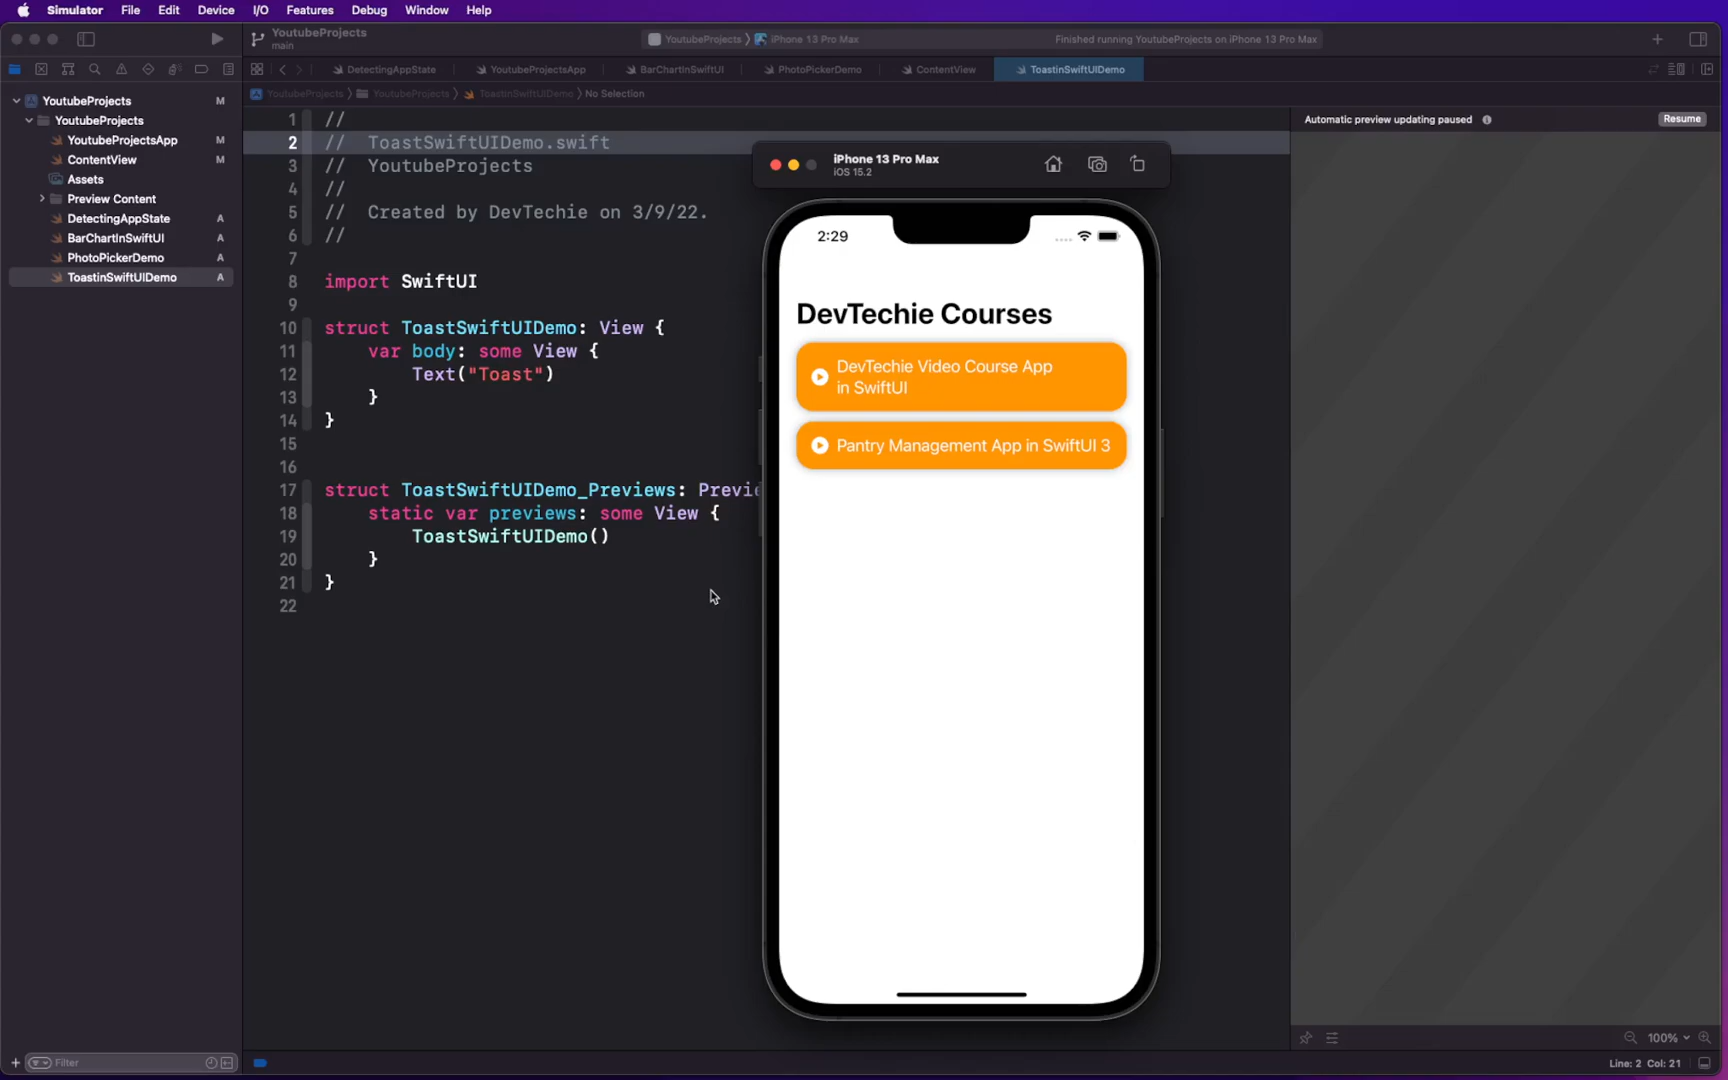 Simulator File Edit Device I/O Features Debug Window Help
YoutubeProjects
main
YoutubeProjects iPhone 13 Pro Max
Finished running YoutubeProjects on iPhone 13 Pro Max
DetectingAppState YoutubeProjectsApp BarChartInSwiftUI PhotoPickerDemo ContentView ToastinSwiftUIDemo
YoutubeProjects YoutubeProjects ToastinSwiftUIDemo No Selection
YoutubeProjects M
YoutubeProjects
YoutubeProjectsApp M
ContentView M
Assets
Preview Content
DetectingAppState A
BarChartInSwiftUI A
PhotoPickerDemo A
ToastinSwiftUIDemo A
Filter
1 //
2 // ToastSwiftUIDemo.swift
3 // YoutubeProjects
4 //
5 // Created by DevTechie on 3/9/22.
6 //
7
8 import SwiftUI
9
10 struct ToastSwiftUIDemo: View {
11 var body: some View {
12 Text("Toast")
13 }
14 }
15
16
17 struct ToastSwiftUIDemo_Previews: Previe
18 static var previews: some View {
19 ToastSwiftUIDemo()
20 }
21 }
22
iPhone 13 Pro Max
iOS 15.2
2:29
DevTechie Courses
DevTechie Video Course App
in SwiftUI
Pantry Management App in SwiftUI 3
Automatic preview updating paused
Resume
100%
Line: 2 Col: 21